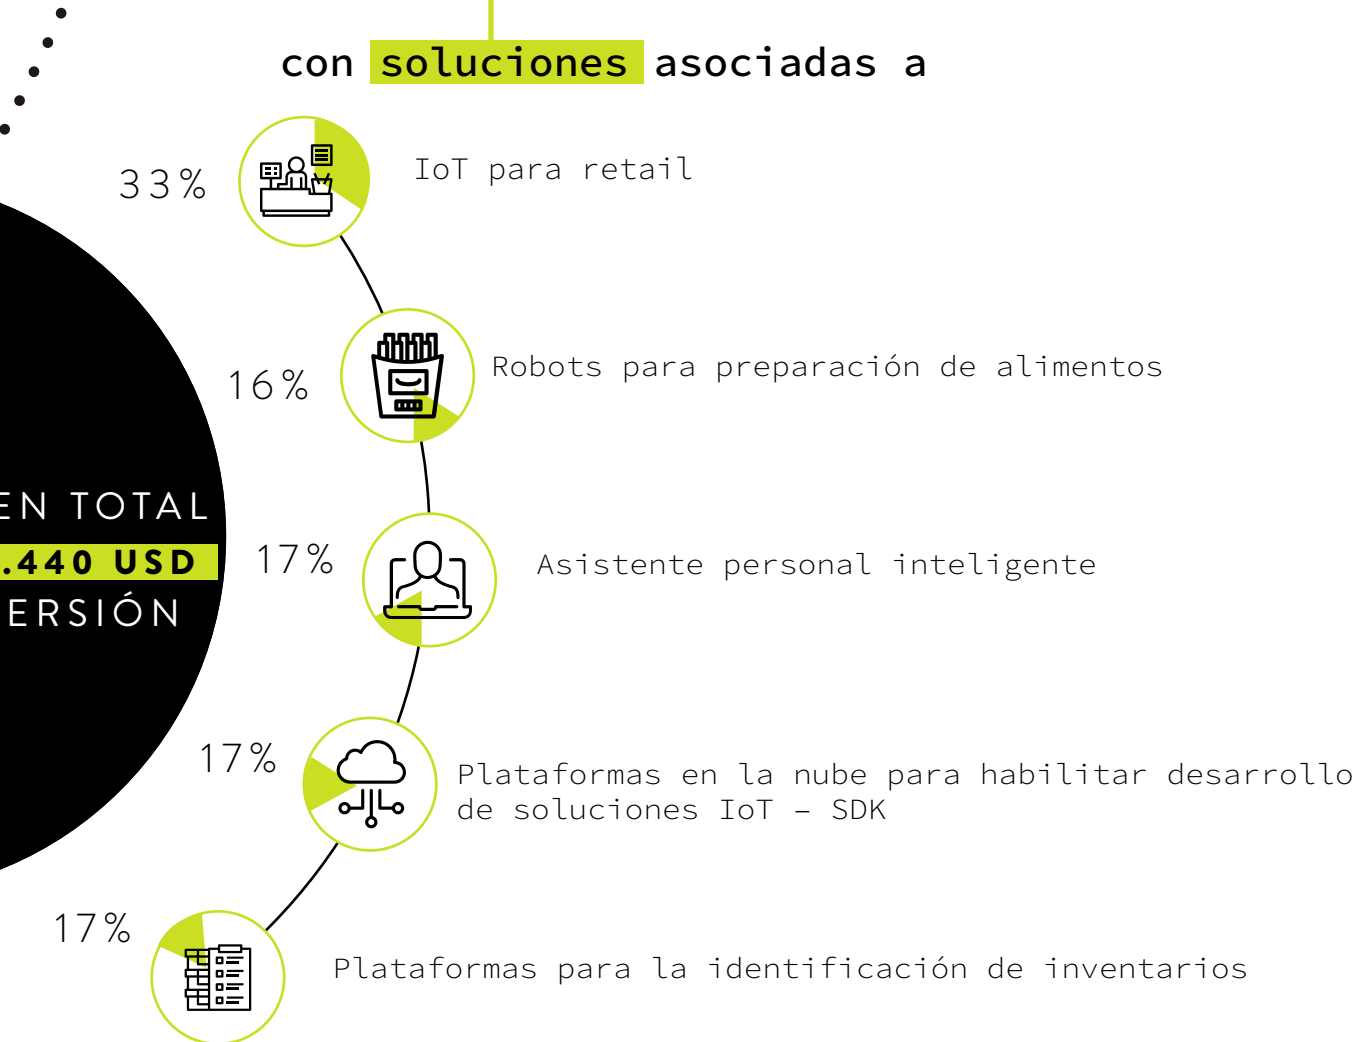 con soluciones asociadas a
33%
IoT para retail
16%
Robots para preparación de alimentos
EN TOTAL
.440 USD
ERSIÓN
17%
Asistente personal inteligente
17%
Plataformas en la nube para habilitar desarrollo
de soluciones IoT – SDK
17%
Plataformas para la identificación de inventarios